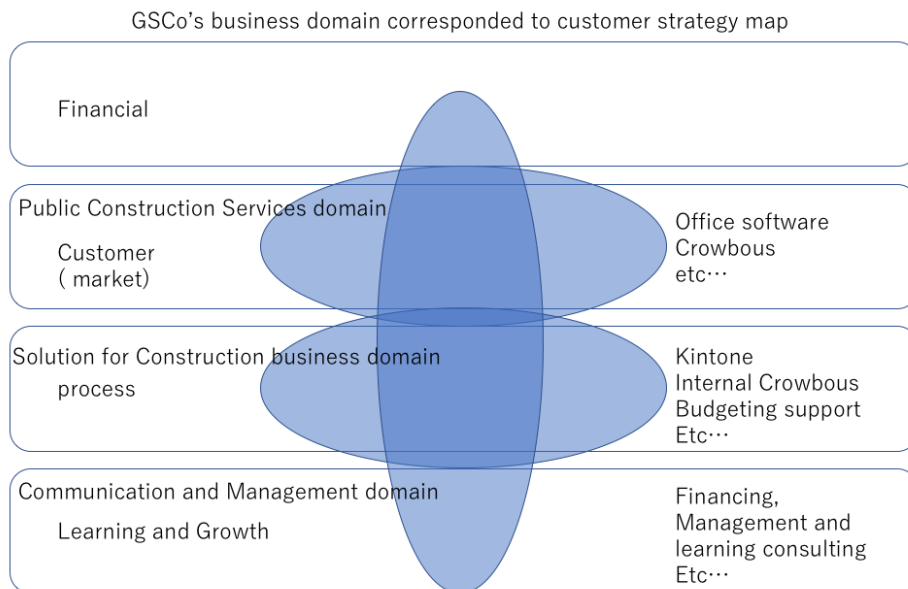 GSCo’s business domain corresponded to customer strategy map
Financial
Public Construction Services domain
Customer
( market)
Office software
Crowbous
etc…
Solution for Construction business domain
process
Kintone
Internal Crowbous
Budgeting support
Etc…
Communication and Management domain
Learning and Growth
Financing,
Management and
learning consulting
Etc…